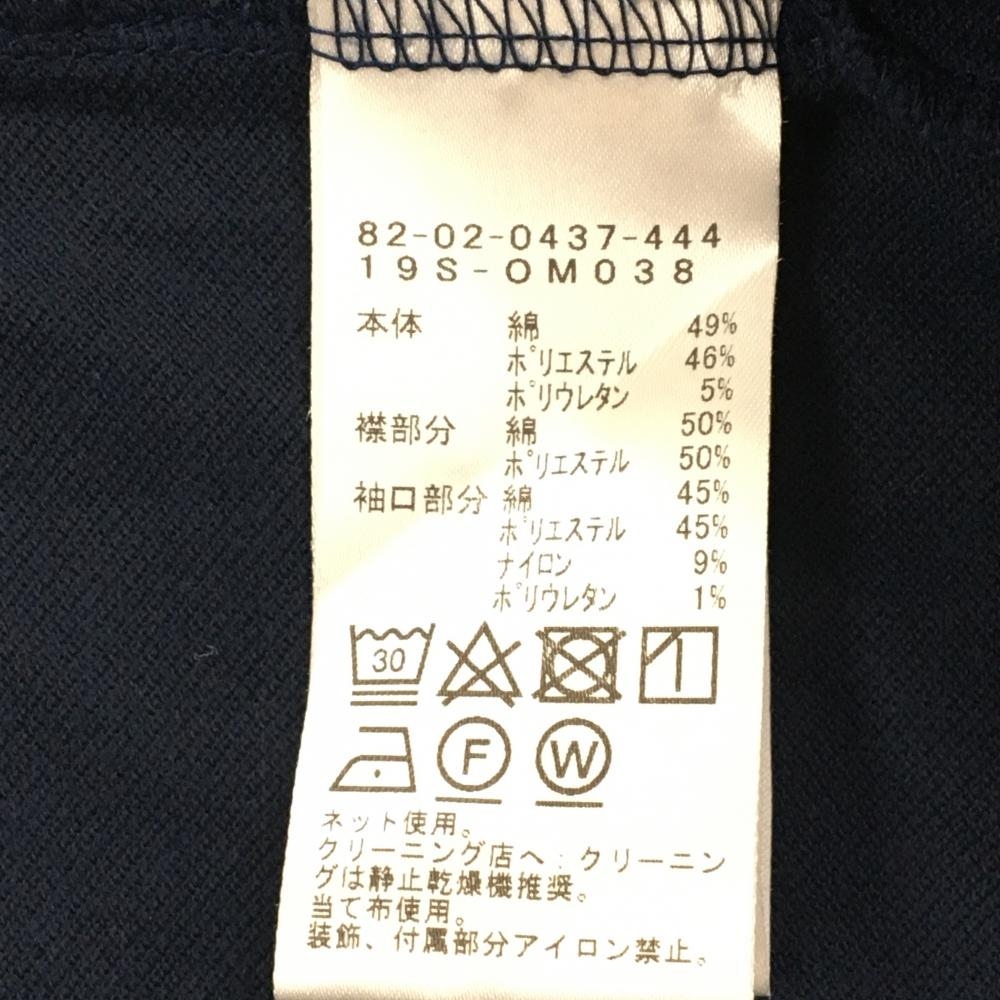 82-02-0437-444
19S-OM038
本体 綿 49%
ポリエステル 46%
ポリウレタン 5%
襟部分 綿 50%
ポリエステル 50%
袖口部分 綿 45%
ポリエステル 45%
ナイロン 9%
ポリウレタン 1%
30
F W
ネット使用。
クリーニング店へ:クリーニン
グは静止乾燥機推奨。
当て布使用。
装飾、付属部分アイロン禁止。